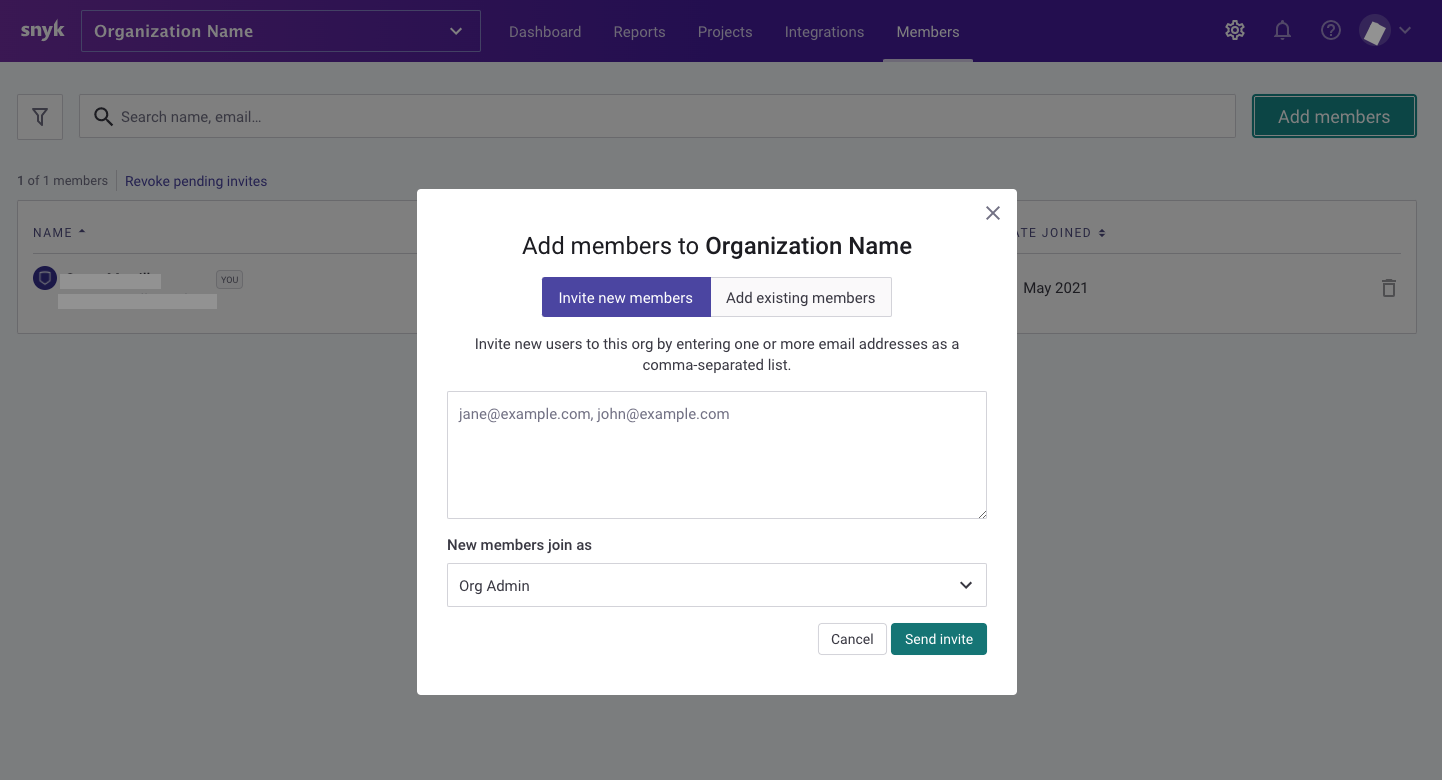 snyk
Organization Name
Dashboard
Reports
Projects
Integrations
Members
Search name, email...
Add members
1 of 1 members
Revoke pending invites
NAME
ATE JOINED
YOU
May 2021
Add members to Organization Name
Invite new members
Add existing members
Invite new users to this org by entering one or more email addresses as a
comma-separated list.
jane@example.com, john@example.com
New members join as
Org Admin
Cancel
Send invite